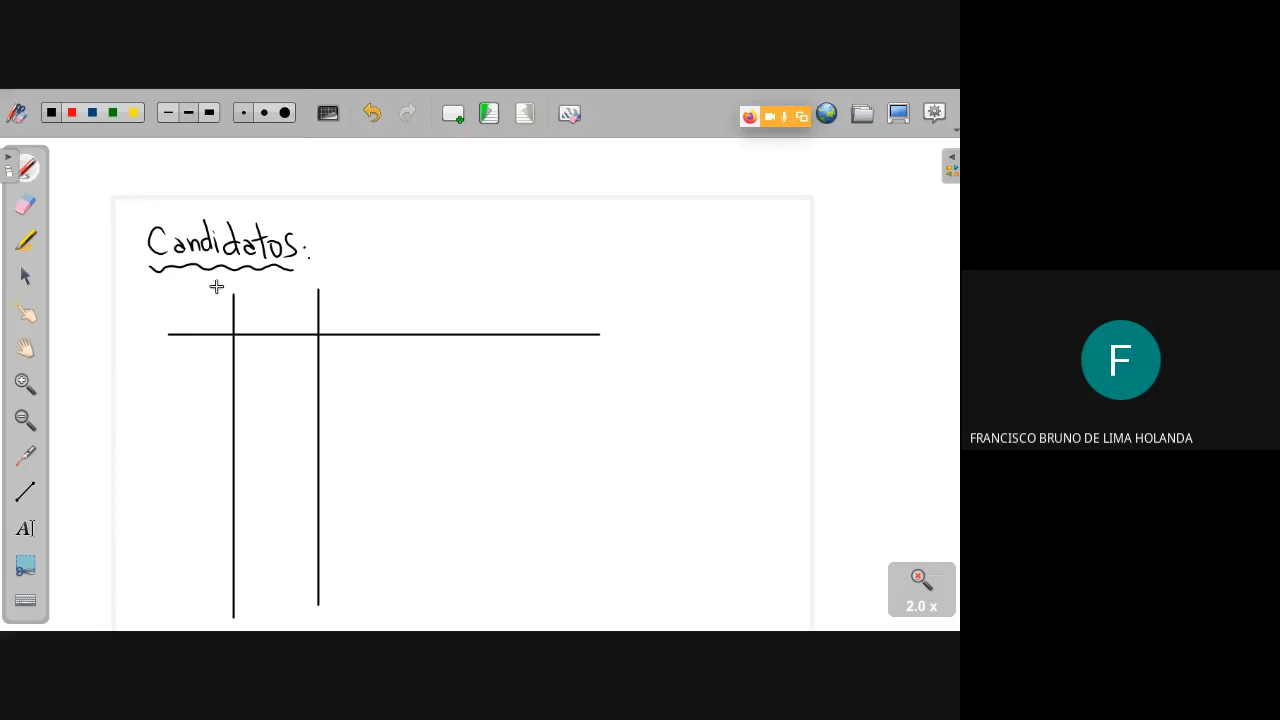 Candidatos:
A
2.0 x
F
FRANCISCO BRUNO DE LIMA HOLANDA